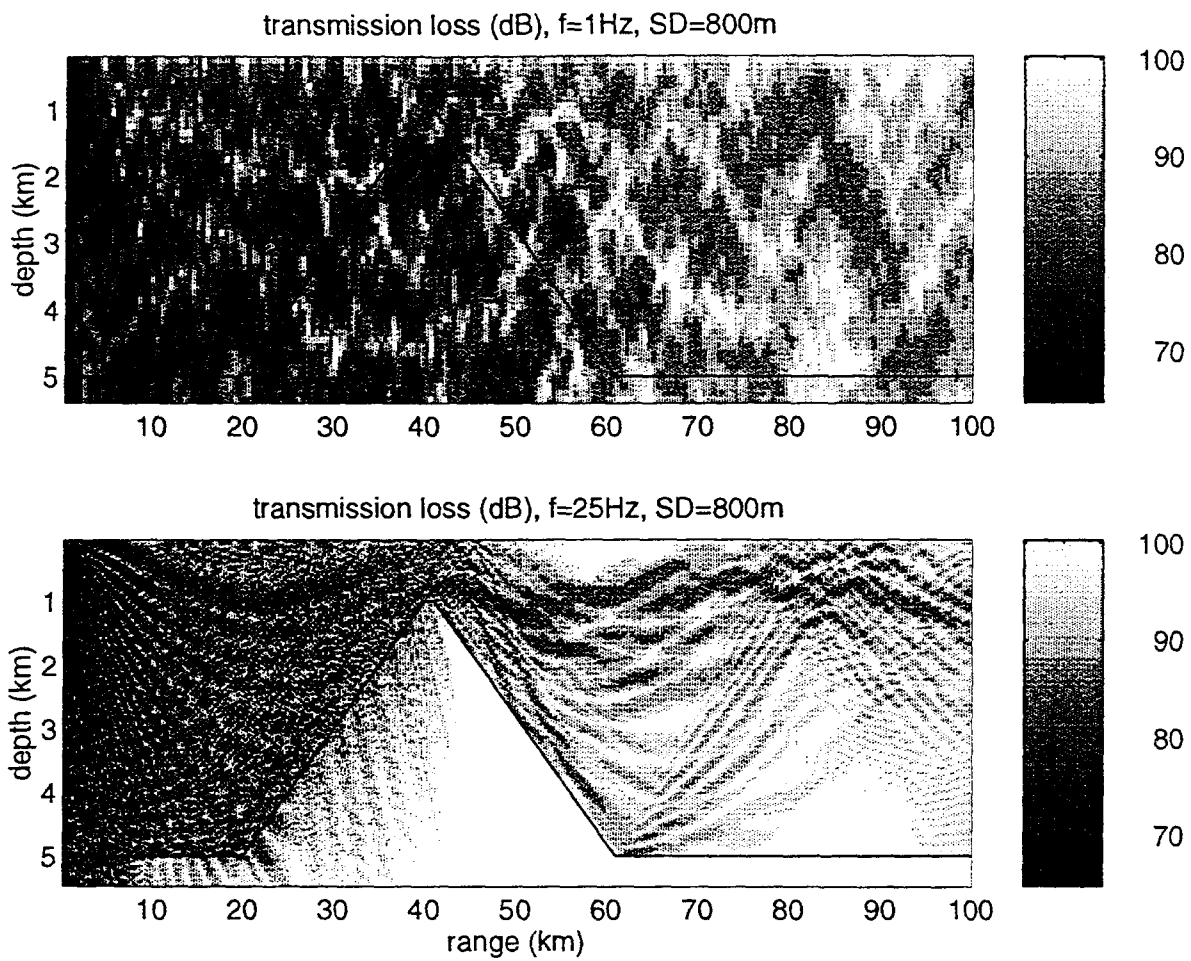 transmission loss (dB), f=1Hz, SD=800m
100
90
80
70
depth (km)
1
2
3
4
5
10 20 30 40 50 60 70 80 90 100
transmission loss (dB), f=25Hz, SD=800m
100
90
80
70
depth (km)
1
2
3
4
5
10 20 30 40 50 60 70 80 90 100
range (km)